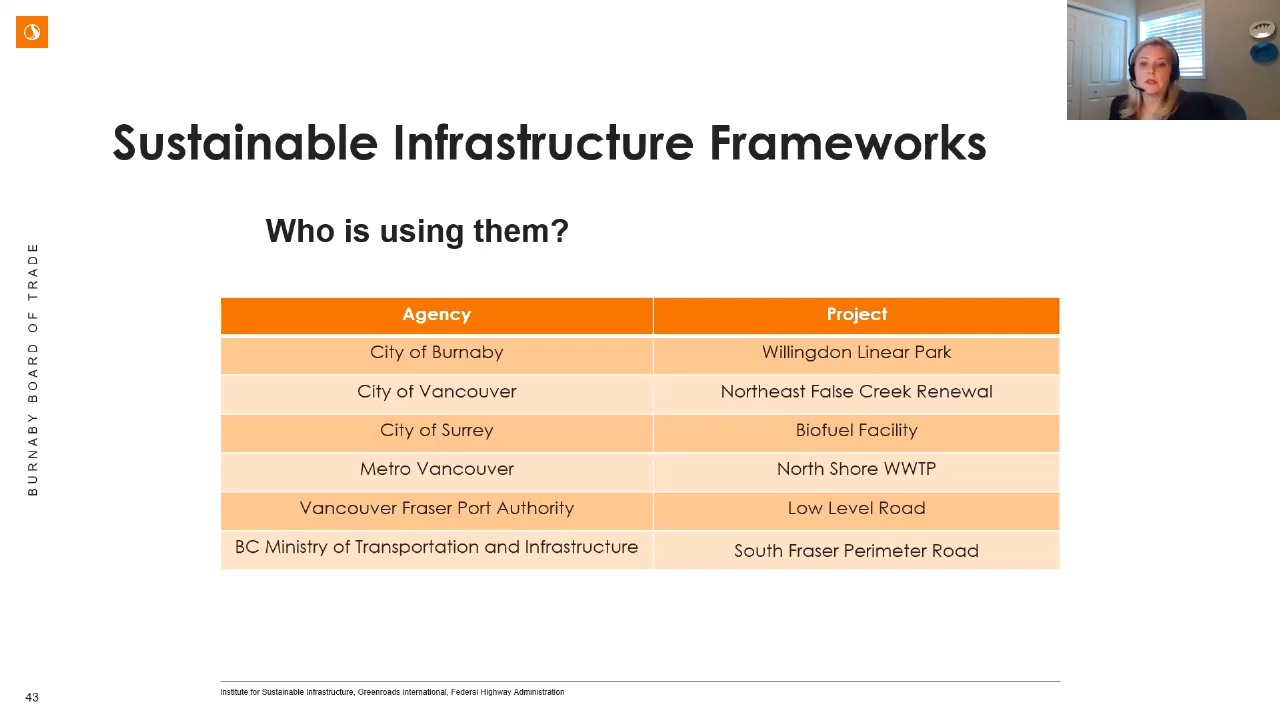 Sustainable Infrastructure Frameworks
Who is using them?
BURNABY BOARD OF TRADE
Agency Project
City of Burnaby Willingdon Linear Park
City of Vancouver Northeast False Creek Renewal
City of Surrey Biofuel Facility
Metro Vancouver North Shore WWTP
Vancouver Fraser Port Authority Low Level Road
BC Ministry of Transportation and Infrastructure South Fraser Perimeter Road
43
Institute for Sustainable Infrastructure, Greenroads International, Federal Highway Administration